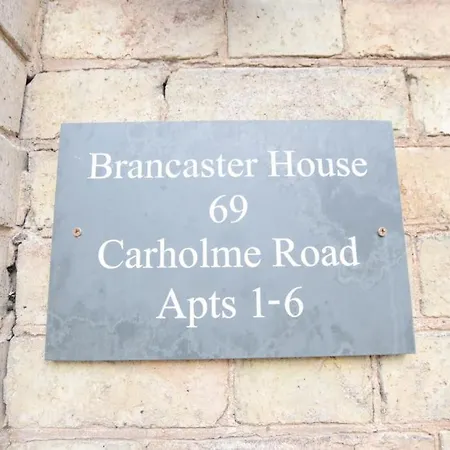 Brancaster House
69
Carholme Road
Apts 1-6